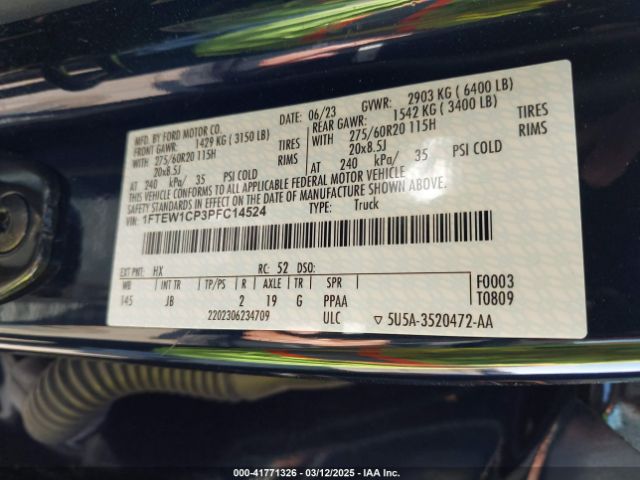 MFD. BY FORD MOTOR CO.
DATE: 06/23 GVWR: 2903 KG ( 6400 LB)
FRONT GAWR: 1429 KG ( 3150 LB)
REAR GAWR: 1542 KG ( 3400 LB)
WITH 275/60R20 115H TIRES
WITH 275/60R20 115H TIRES
20x8.5J RIMS
20x8.5J RIMS
AT 240 kPa/ 35 PSI COLD
AT 240 kPa/ 35 PSI COLD
THIS VEHICLE CONFORMS TO ALL APPLICABLE FEDERAL MOTOR VEHICLE
SAFETY STANDARDS IN EFFECT ON THE DATE OF MANUFACTURE SHOWN ABOVE.
VIN: 1FTEW1CP3PFC14524 TYPE: Truck
EXT PNT: HX RC: 52 DSO: F0003
WB INT TR TP/PS R AXLE TR SPR T0809
145 JB 2 19 G PPAA
2202306234709 ULC 5U5A-3520472-AA
00-41771326 - 03/12/2025 - IAA Inc.